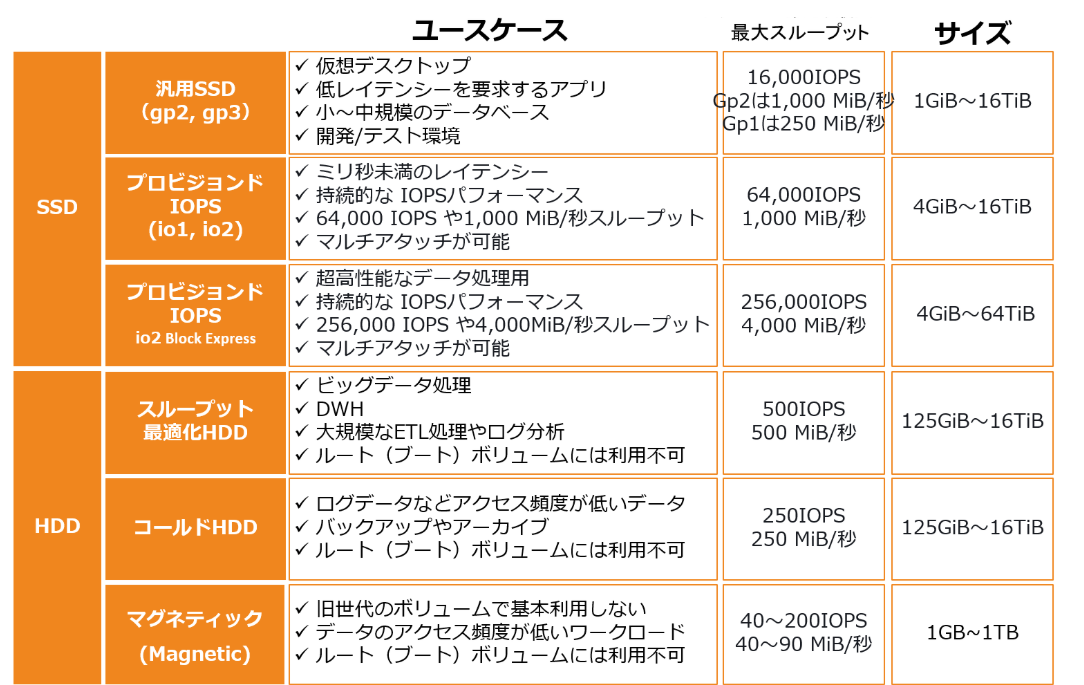 ユースケース
最大スループット
サイズ
SSD
汎用SSD
（gp2, gp3）
✓ 仮想デスクトップ
✓ 低レイテンシーを要求するアプリ
✓ 小～中規模のデータベース
✓ 開発/テスト環境
16,000IOPS
Gp2は1,000 MiB/秒
Gp1は250 MiB/秒
1GiB～16TiB
プロビジョンド
IOPS
(io1, io2)
✓ ミリ秒未満のレイテンシー
✓ 持続的な IOPSパフォーマンス
✓ 64,000 IOPS や1,000 MiB/秒スループット
✓ マルチアタッチが可能
64,000IOPS
1,000 MiB/秒
4GiB～16TiB
プロビジョンド
IOPS
io2 Block Express
✓ 超高性能なデータ処理用
✓ 持続的な IOPSパフォーマンス
✓ 256,000 IOPS や4,000MiB/秒スループット
✓ マルチアタッチが可能
256,000IOPS
4,000 MiB/秒
4GiB～64TiB
HDD
スループット
最適化HDD
✓ ビッグデータ処理
✓ DWH
✓ 大規模なETL処理やログ分析
✓ ルート（ブート）ボリュームには利用不可
500IOPS
500 MiB/秒
125GiB～16TiB
コールドHDD
✓ ログデータなどアクセス頻度が低いデータ
✓ バックアップやアーカイブ
✓ ルート（ブート）ボリュームには利用不可
250IOPS
250 MiB/秒
125GiB～16TiB
マグネティック
(Magnetic)
✓ 旧世代のボリュームで基本利用しない
✓ データのアクセス頻度が低いワークロード
✓ ルート（ブート）ボリュームには利用不可
40～200IOPS
40～90 MiB/秒
1GB~1TB